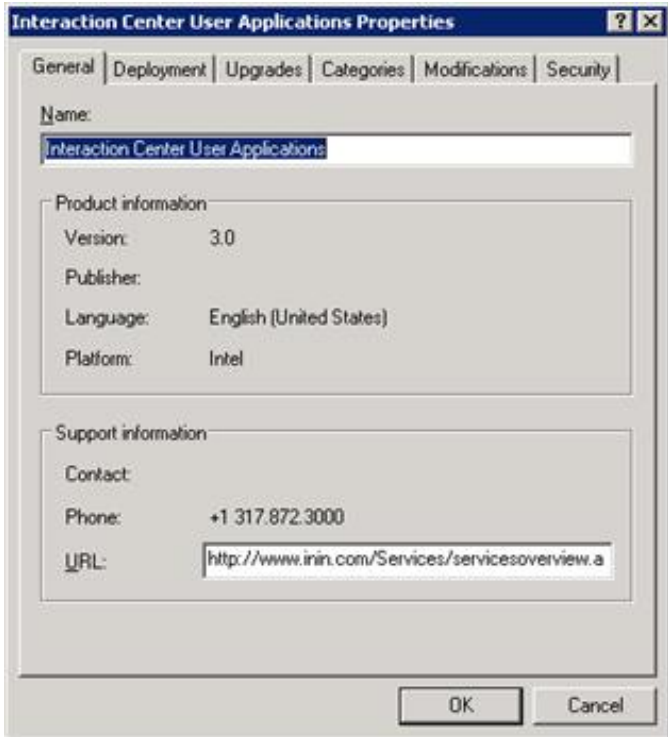 Interaction Center User Applications Properties
General Deployment Upgrades Categories Modifications Security
Name:
Interaction Center User Applications
Product information
Version: 3.0
Publisher:
Language: English (United States)
Platform: Intel
Support information
Contact:
Phone: +1 317.872.3000
URL: http://www.inin.com/Services/servicesoverview.a
OK Cancel